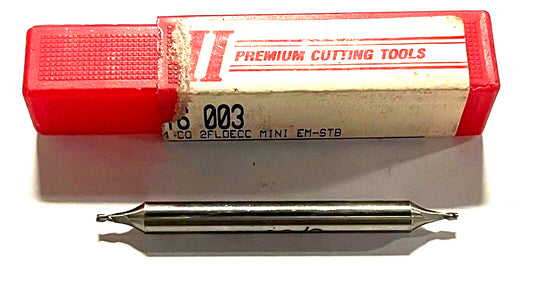 PREMIUM CUTTING TOOLS
003
CO 2FLDECC MINI EM-STB